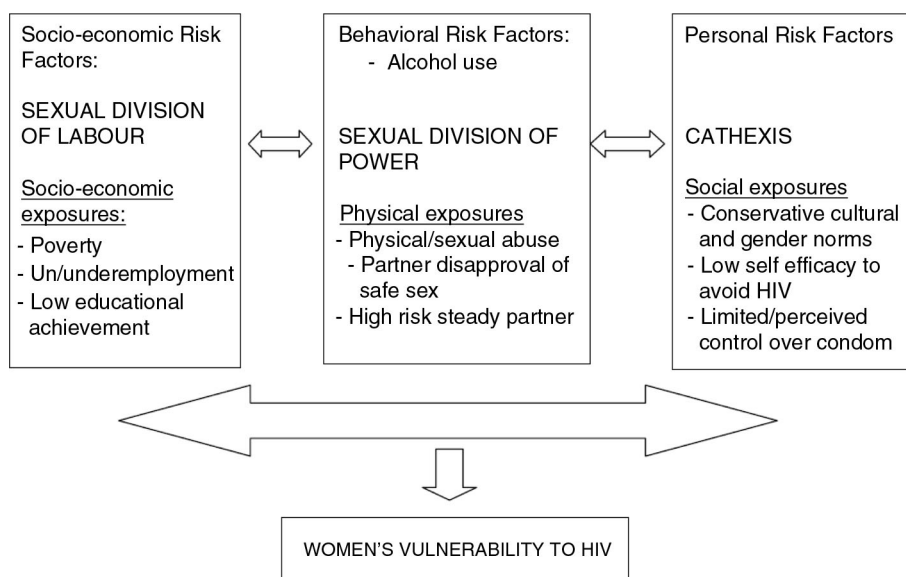 Socio-economic Risk
Factors:
SEXUAL DIVISION
OF LABOUR
Socio-economic
exposures:
- Poverty
- Un/underemployment
- Low educational
achievement
Behavioral Risk Factors:
- Alcohol use
SEXUAL DIVISION OF
POWER
Physical exposures
- Physical/sexual abuse
- Partner disapproval of
safe sex
- High risk steady partner
Personal Risk Factors
CATHEXIS
Social exposures
- Conservative cultural
and gender norms
- Low self efficacy to
avoid HIV
- Limited/perceived
control over condom
WOMEN'S VULNERABILITY TO HIV